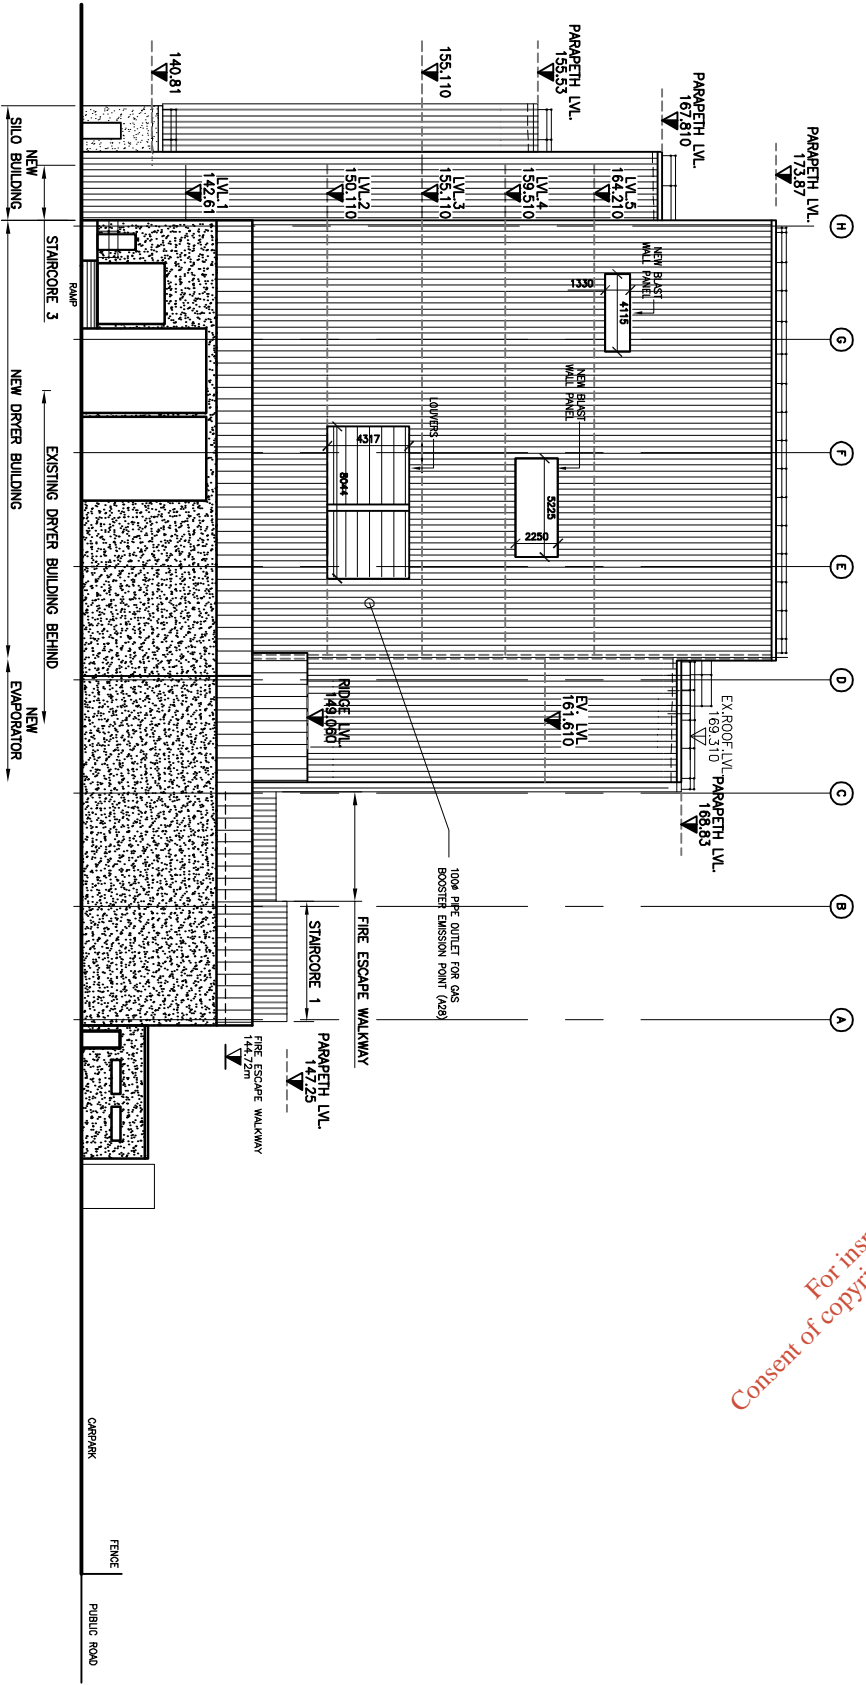 H
G
F
E
D
C
B
A
PARAPETH LVL.
173.87
PARAPETH LVL.
167.810
PARAPETH LVL.
155.53
155.110
140.81
LVL.5
164.210
LVL.4
159.510
LVL.3
155.110
LVL.2
150.110
LVL.1
142.61
NEW BLAST
WALL PANEL
1330
4115
NEW BLAST
WALL PANEL
5225
2250
LOUVERS
4317
8044
EX.ROOF LVL.
169.310
PARAPETH LVL.
168.83
EV. LVL
161.610
RIDGE LVL.
149.060
100ø PIPE OUTLET FOR GAS
BOOSTER EMISSION POINT (A28)
FIRE ESCAPE WALKWAY
STAIRCORE 1
PARAPETH LVL.
147.25
FIRE ESCAPE WALKWAY
144.72m
RAMP
CARPARK
FENCE
PUBLIC ROAD
STAIRCORE 3
EXISTING DRYER BUILDING BEHIND
NEW
SILO BUILDING
NEW DRYER BUILDING
NEW
EVAPORATOR
For insp
Consent of copyri